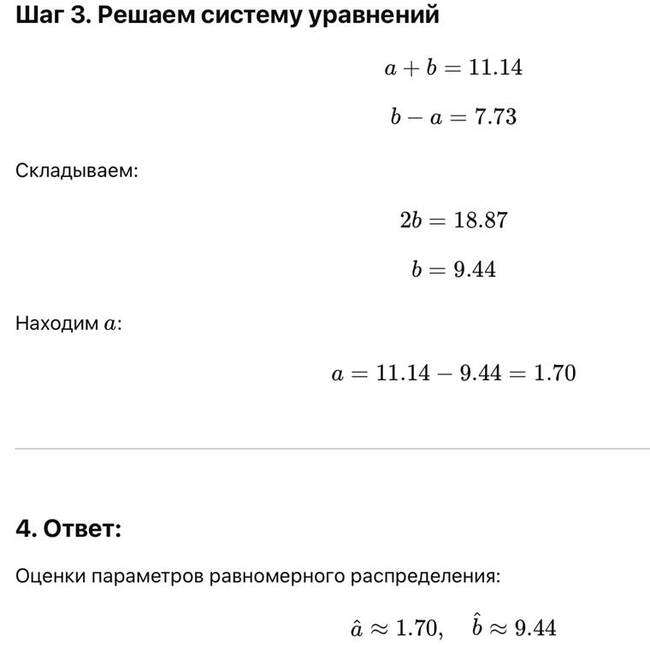 Шаг 3. Решаем систему уравнений
a + b = 11.14
b − a = 7.73
Складываем:
2b = 18.87
b = 9.44
Находим a:
a = 11.14 − 9.44 = 1.70
4. Ответ:
Оценки параметров равномерного распределения:
â ≈ 1.70, b̂ ≈ 9.44